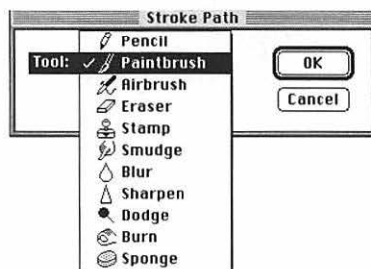 Stroke Path
Pencil
Tool: ✓ Paintbrush
OK
Airbrush
Eraser
Cancel
Stamp
Smudge
Blur
Sharpen
Dodge
Burn
Sponge